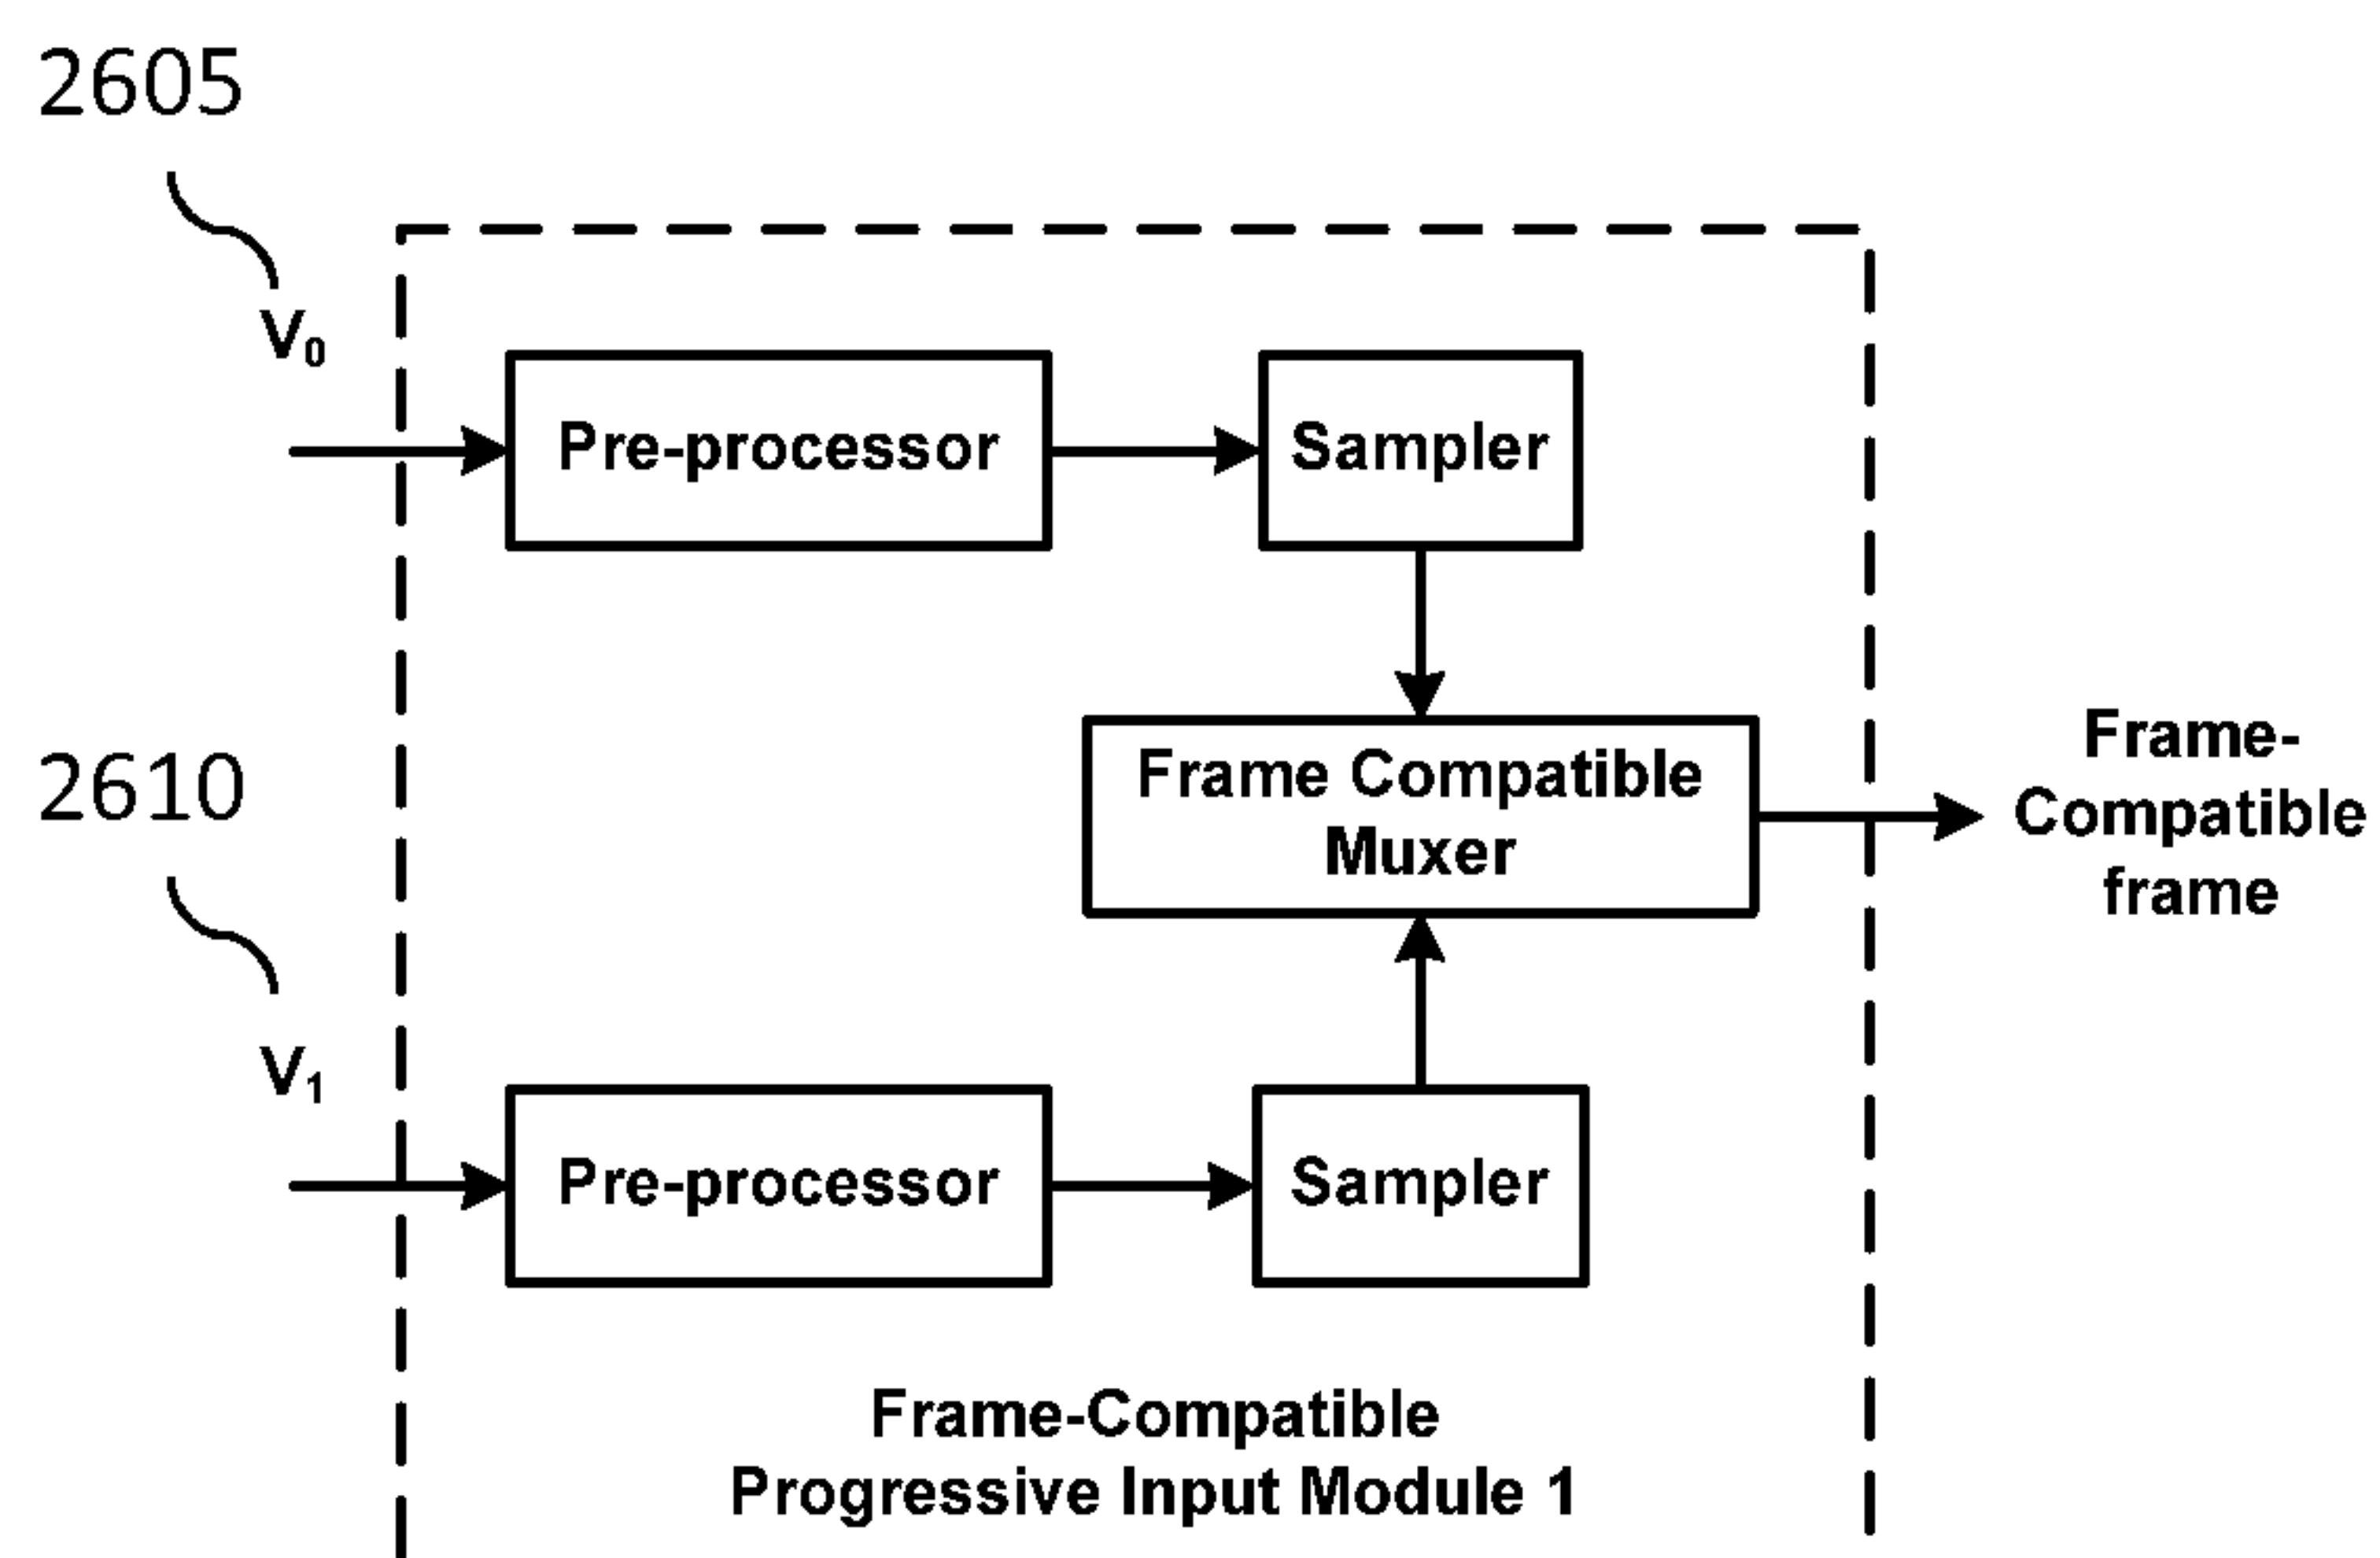 2605
V0
Pre-processor
Sampler
Frame Compatible
Muxer
Frame-
Compatible
frame
2610
V1
Pre-processor
Sampler
Frame-Compatible
Progressive Input Module 1